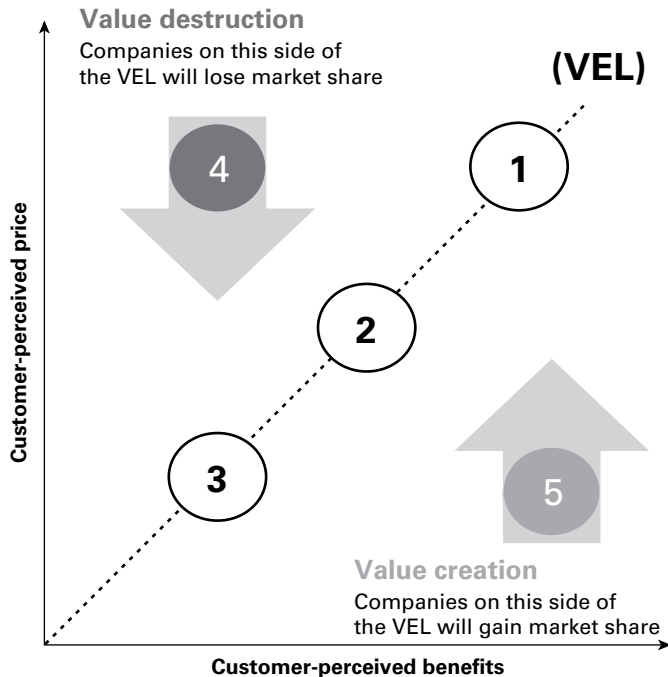 Value destruction
Companies on this side of
the VEL will lose market share
(VEL)
4
1
2
3
5
Value creation
Companies on this side of
the VEL will gain market share
Customer-perceived price
Customer-perceived benefits